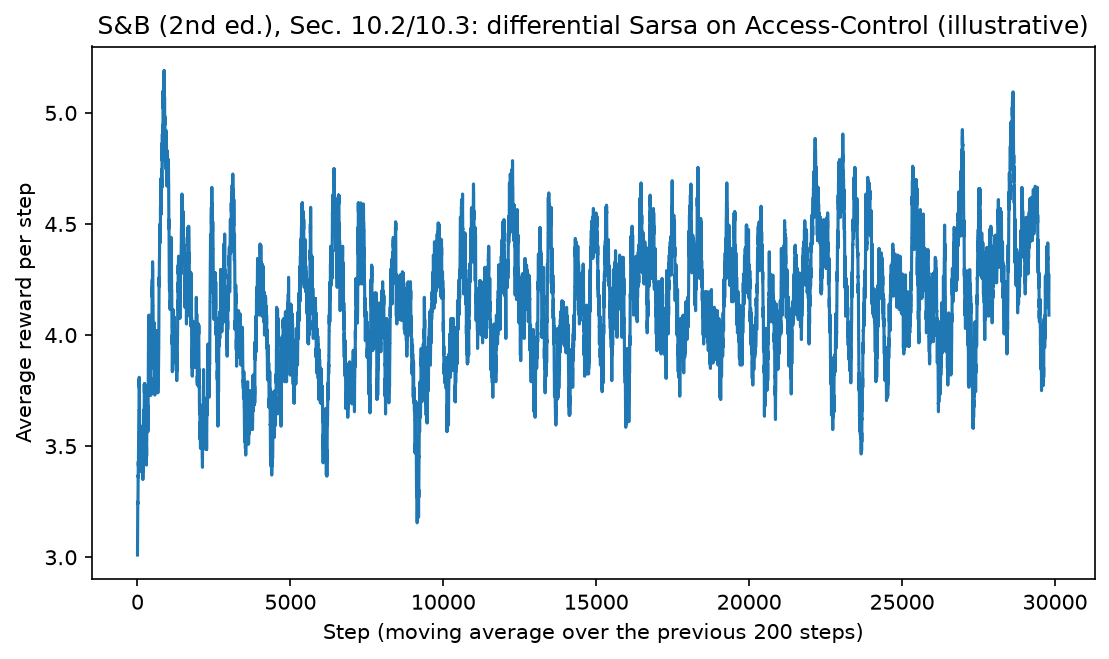 S&B (2nd ed.), Sec. 10.2/10.3: differential Sarsa on Access-Control (illustrative)
Average reward per step
5.0
4.5
4.0
3.5
3.0
0 5000 10000 15000 20000 25000 30000
Step (moving average over the previous 200 steps)